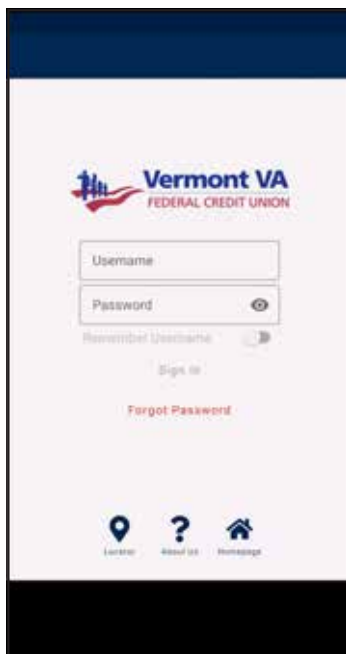 Vermont VA
FEDERAL CREDIT UNION
Username
Password
Remember Username
Sign in
Forgot Password
Locator About Us Homepage